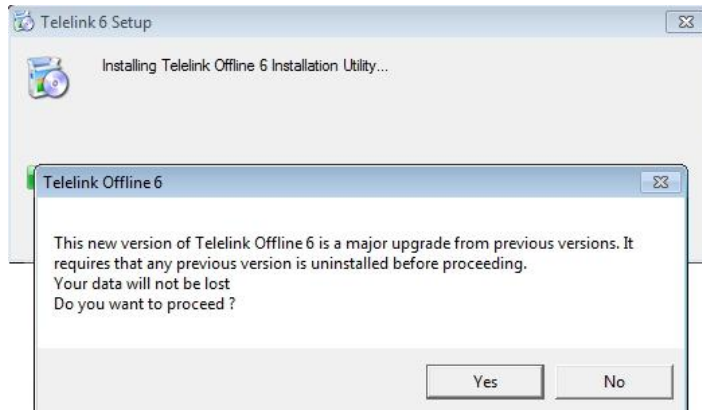 Telelink 6 Setup
Installing Telelink Offline 6 Installation Utility...
Telelink Offline 6
This new version of Telelink Offline 6 is a major upgrade from previous versions. It
requires that any previous version is uninstalled before proceeding.
Your data will not be lost
Do you want to proceed ?
Yes
No